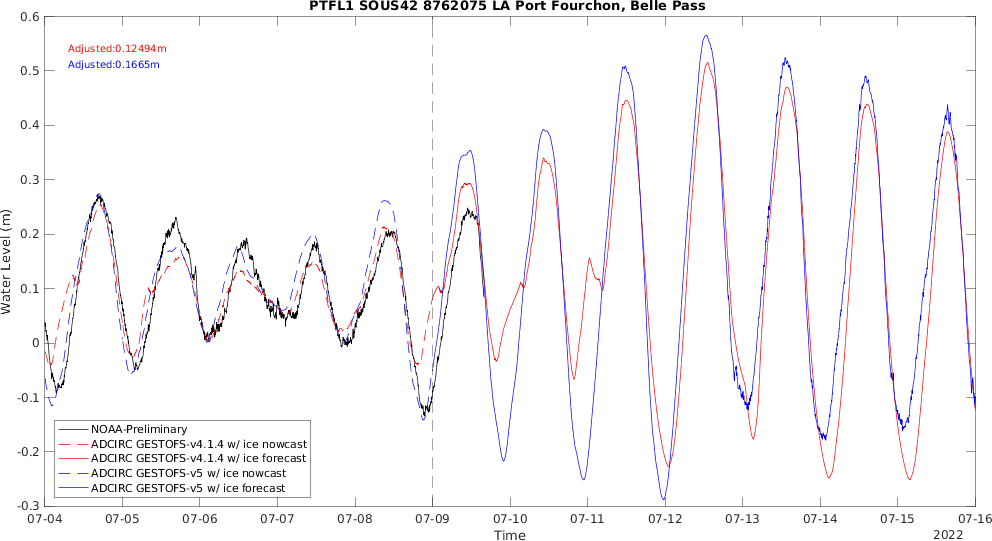 PTFL1 SOUS42 8762075 LA Port Fourchon, Belle Pass
0.6
Adjusted:0.12494m
Adjusted:0.1665m
0.5
0.4
0.3
0.2
0.1
0
-0.1
-0.2
-0.3
Water Level (m)
NOAA-Preliminary
ADCIRC GESTOFS-v4.1.4 w/ ice nowcast
ADCIRC GESTOFS-v4.1.4 w/ ice forecast
ADCIRC GESTOFS-v5 w/ ice nowcast
ADCIRC GESTOFS-v5 w/ ice forecast
07-04 07-05 07-06 07-07 07-08 07-09 07-10 07-11 07-12 07-13 07-14 07-15 07-16
Time
2022